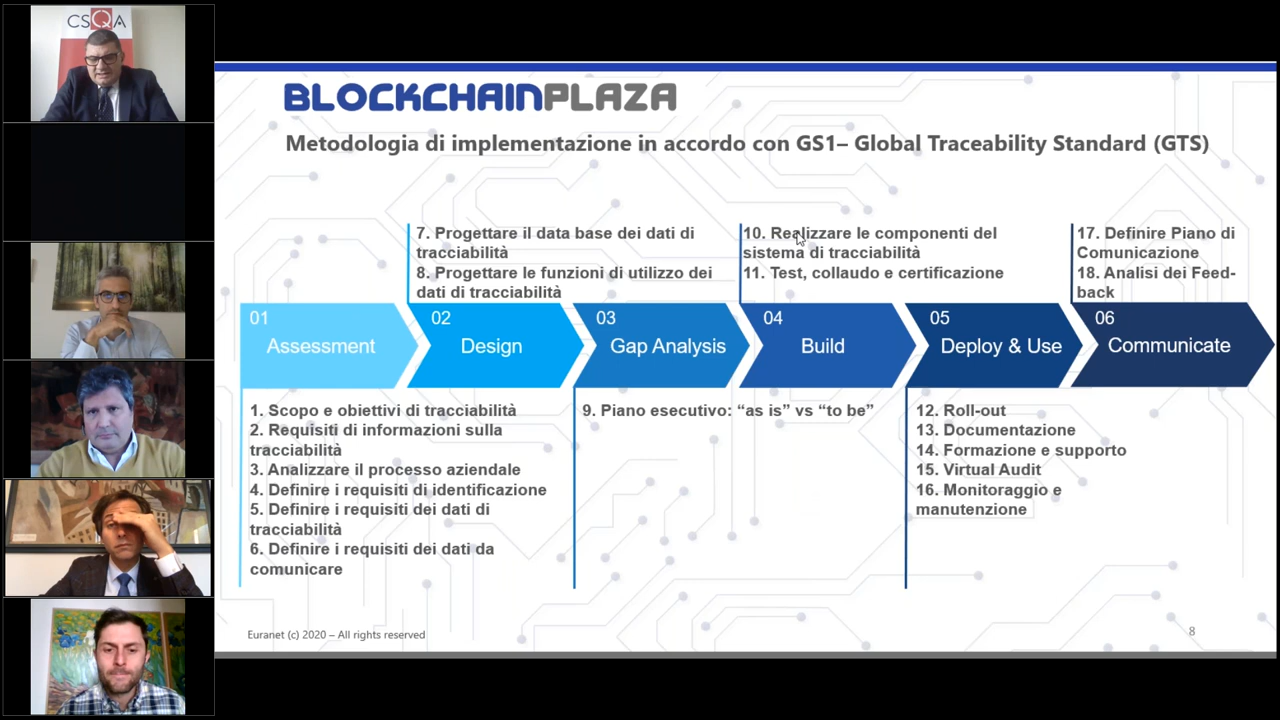 CSQA
BLOCKCHAINPLAZA
Metodologia di implementazione in accordo con GS1– Global Traceability Standard (GTS)
7. Progettare il data base dei dati di
tracciabilità
8. Progettare le funzioni di utilizzo dei
dati di tracciabilità
10. Realizzare le componenti del
sistema di tracciabilità
11. Test, collaudo e certificazione
17. Definire Piano di
Comunicazione
18. Analisi dei Feed-
back
01
Assessment
02
Design
03
Gap Analysis
04
Build
05
Deploy & Use
06
Communicate
1. Scopo e obiettivi di tracciabilità
2. Requisiti di informazioni sulla
tracciabilità
3. Analizzare il processo aziendale
4. Definire i requisiti di identificazione
5. Definire i requisiti dei dati di
tracciabilità
6. Definire i requisiti dei dati da
comunicare
9. Piano esecutivo: “as is” vs “to be”
12. Roll-out
13. Documentazione
14. Formazione e supporto
15. Virtual Audit
16. Monitoraggio e
manutenzione
Euranet (c) 2020 – All rights reserved
8